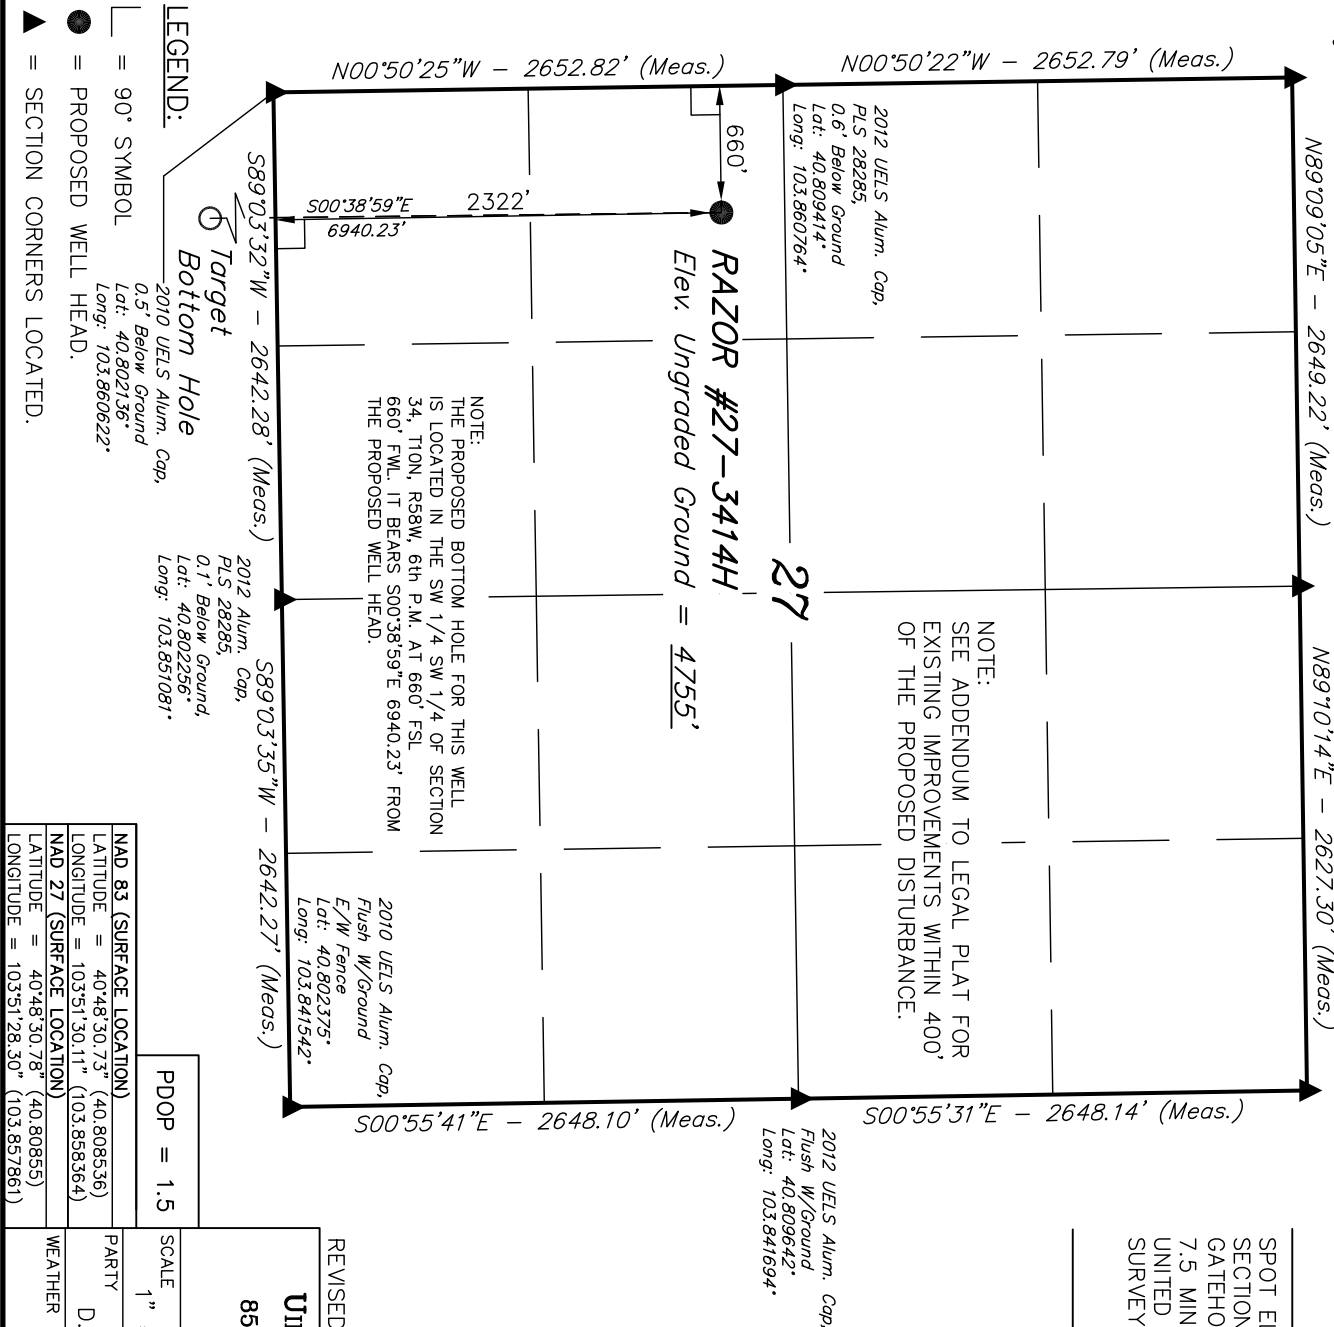 N89°09'05"E - 2649.22' (Meas.)
N89°10'14"E - 2627.30' (Meas.)
N00°50'22"W - 2652.79' (Meas.)
N00°50'25"W - 2652.82' (Meas.)
2012 UELS Alum. Cap,
PLS 28285,
0.6' Below Ground
Lat: 40.809414°
Long: 103.860764°
NOTE:
SEE ADDENDUM TO LEGAL PLAT FOR
EXISTING IMPROVEMENTS WITHIN 400'
OF THE PROPOSED DISTURBANCE.
27
660'
RAZOR #27-3414H
Elev. Ungraded Ground = 4755'
2322'
S00°38'59"E
6940.23'
NOTE:
THE PROPOSED BOTTOM HOLE FOR THIS WELL
IS LOCATED IN THE SW 1/4 SW 1/4 OF SECTION
34, T10N, R58W, 6th P.M. AT 660' FSL
660' FWL. IT BEARS S00°38'59"E 6940.23' FROM
THE PROPOSED WELL HEAD.
S00°55'31"E - 2648.14' (Meas.)
S00°55'41"E - 2648.10' (Meas.)
2012 UELS Alum. Cap,
Flush W/Ground
Lat: 40.809642°
Long: 103.841694°
2010 UELS Alum. Cap,
Flush W/Ground
E/W Fence
Lat: 40.802375°
Long: 103.841542°
S89°03'32"W - 2642.28' (Meas.)
S89°03'35"W - 2642.27' (Meas.)
Target
Bottom Hole
2010 UELS Alum. Cap,
0.5' Below Ground
Lat: 40.802136°
Long: 103.860622°
2012 Alum. Cap,
PLS 28285,
0.1' Below Ground,
Lat: 40.802256°
Long: 103.851081°
LEGEND:
= 90° SYMBOL
= PROPOSED WELL HEAD.
= SECTION CORNERS LOCATED.
PDOP = 1.5
NAD 83 (SURFACE LOCATION)
LATITUDE = 40°48'30.73" (40.808536)
LONGITUDE = 103°51'30.11" (103.858364)
NAD 27 (SURFACE LOCATION)
LATITUDE = 40°48'30.78" (40.80855)
LONGITUDE = 103°51'28.30" (103.857861)
SPOT
SECTION
GATEHO
7.5 MIN
UNITED
SURVEY
REVISED
85
SCALE
1"
PARTY
D.
WEATHER